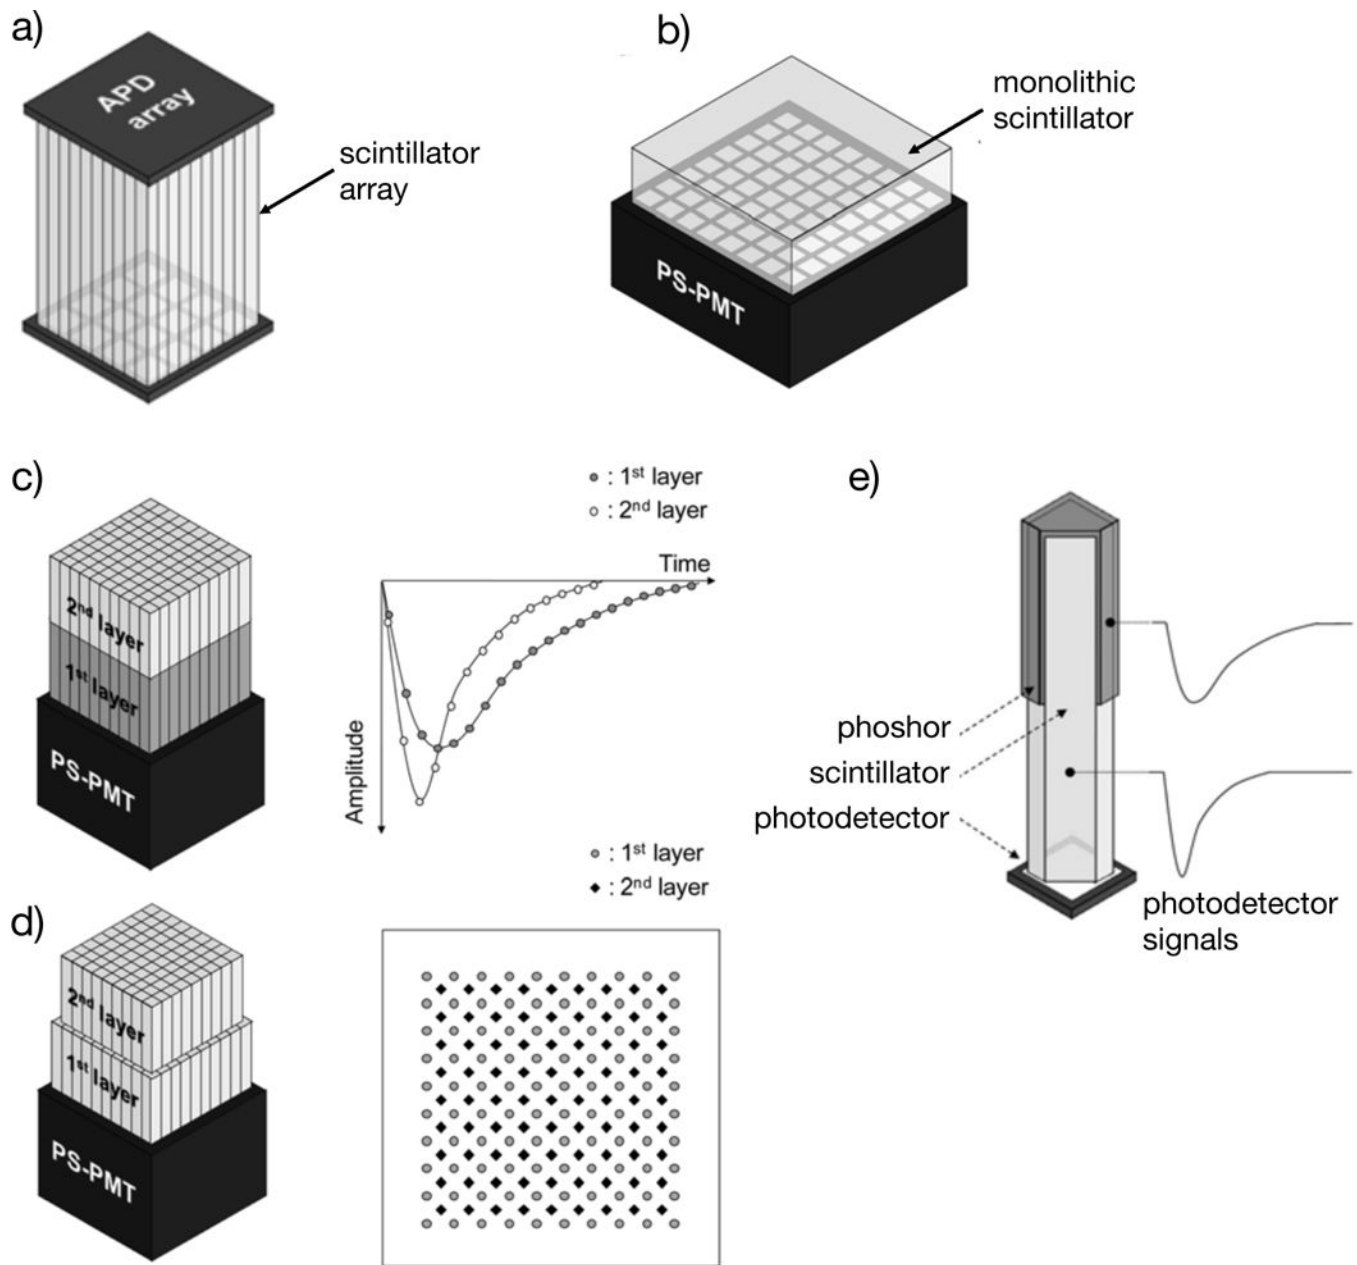 a)
APD
array
scintillator
array
b)
monolithic
scintillator
PS-PMT
c)
2nd layer
1st layer
PS-PMT
: 1st layer
: 2nd layer
Time
Amplitude
e)
phoshor
scintillator
photodetector
photodetector
signals
d)
2nd layer
1st layer
PS-PMT
: 1st layer
: 2nd layer